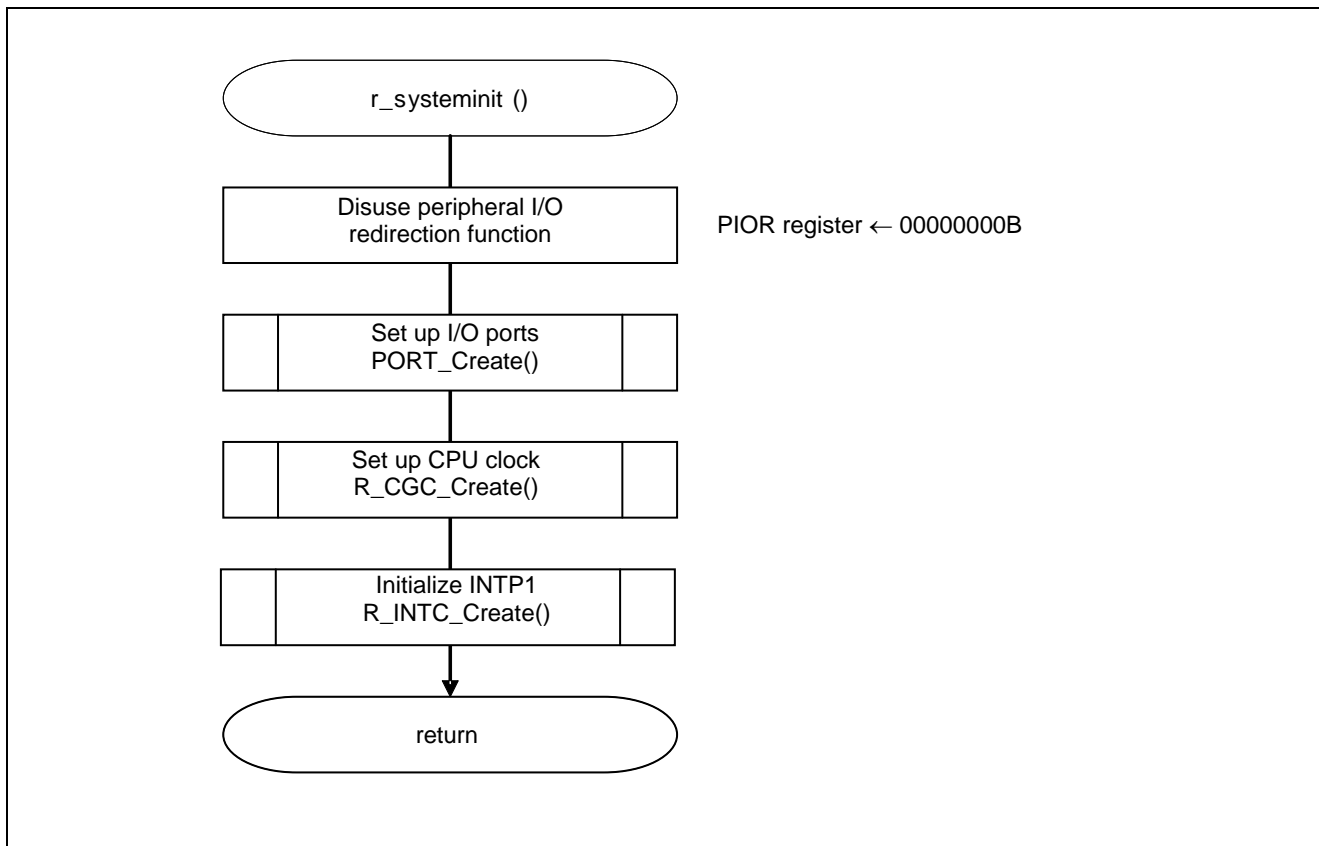 r_systeminit ()
Disuse peripheral I/O
redirection function
PIOR register ← 00000000B
Set up I/O ports
PORT_Create()
Set up CPU clock
R_CGC_Create()
Initialize INTP1
R_INTC_Create()
return